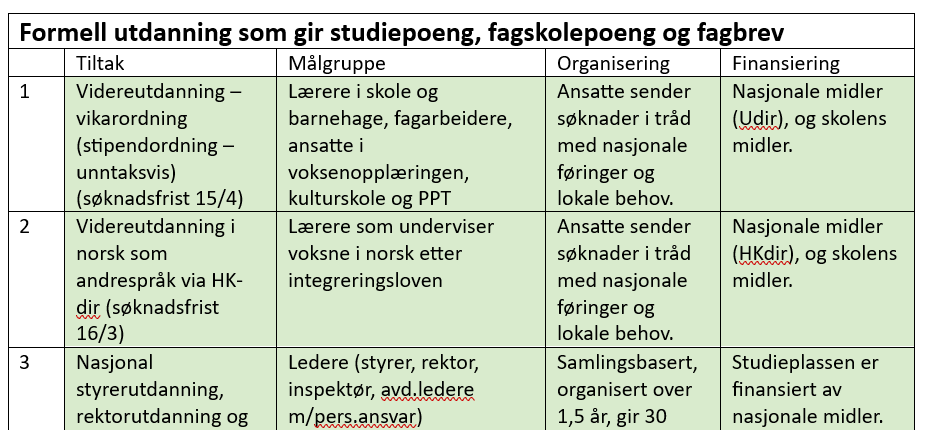 Formell utdanning som gir studiepoeng, fagskolepoeng og fagbrev
Tiltak
Målgruppe
Organisering
Finansiering
1
Videreutdanning –
vikarordning
(stipendordning –
unntaksvis)
(søknadsfrist 15/4)
Lærere i skole og
barnehage, fagarbeidere,
ansatte i
voksenopplæringen,
kulturskole og PPT
Ansatte sender
søknader i tråd
med nasjonale
føringer og
lokale behov.
Nasjonale midler
(Udir), og skolens
midler.
2
Videreutdanning i
norsk som
andrespråk via HK-
dir (søknadsfrist
16/3)
Lærere som underviser
voksne i norsk etter
integreringsloven
Ansatte sender
søknader i tråd
med nasjonale
føringer og
lokale behov.
Nasjonale midler
(HKdir), og skolens
midler.
3
Nasjonal
styrerutdanning,
rektorutdanning og
Ledere (styrer, rektor,
inspektør, avd.ledere
m/pers.ansvar)
Samlingsbasert,
organisert over
1,5 år, gir 30
Studieplassen er
finansiert av
nasjonale midler.